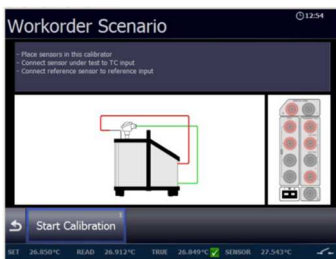 12:54
Workorder Scenario
- Place sensors in this calibrator
- Connect sensor under test to TC input
- Connect reference sensor to reference input
Start Calibration
SET 26.850°C READ 26.912°C TRUE 26.849°C SENSOR 27.543°C